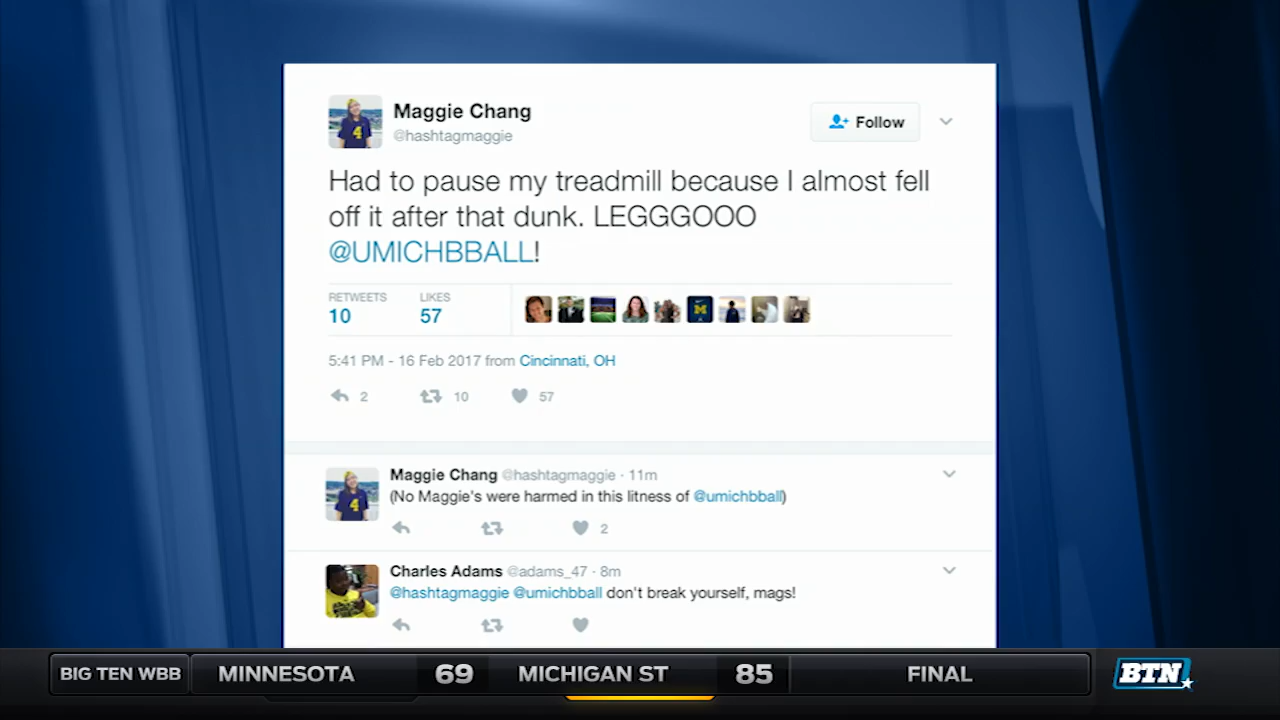 Maggie Chang
@hashtagmaggie
Follow
Had to pause my treadmill because I almost fell
off it after that dunk. LEGGGOOO
@UMICHBBALL!
RETWEETS LIKES
10 57
M
5:41 PM - 16 Feb 2017 from Cincinnati, OH
2 10 57
Maggie Chang @hashtagmaggie · 11m
(No Maggie's were harmed in this litness of @umichbball)
2
Charles Adams @adams_47 · 8m
@hashtagmaggie @umichbball don't break yourself, mags!
BIG TEN WBB MINNESOTA 69 MICHIGAN ST 85 FINAL BTN